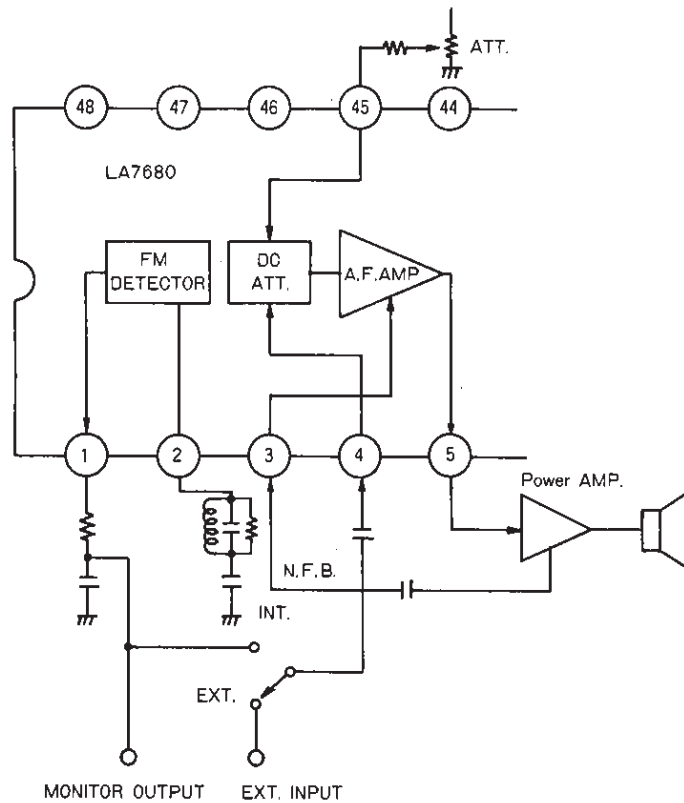 ATT.
48
47
46
45
44
LA7680
FM
DETECTOR
DC
ATT.
A.F.AMP
1
2
3
4
5
Power AMP.
N.F.B.
INT.
EXT.
MONITOR OUTPUT
EXT. INPUT